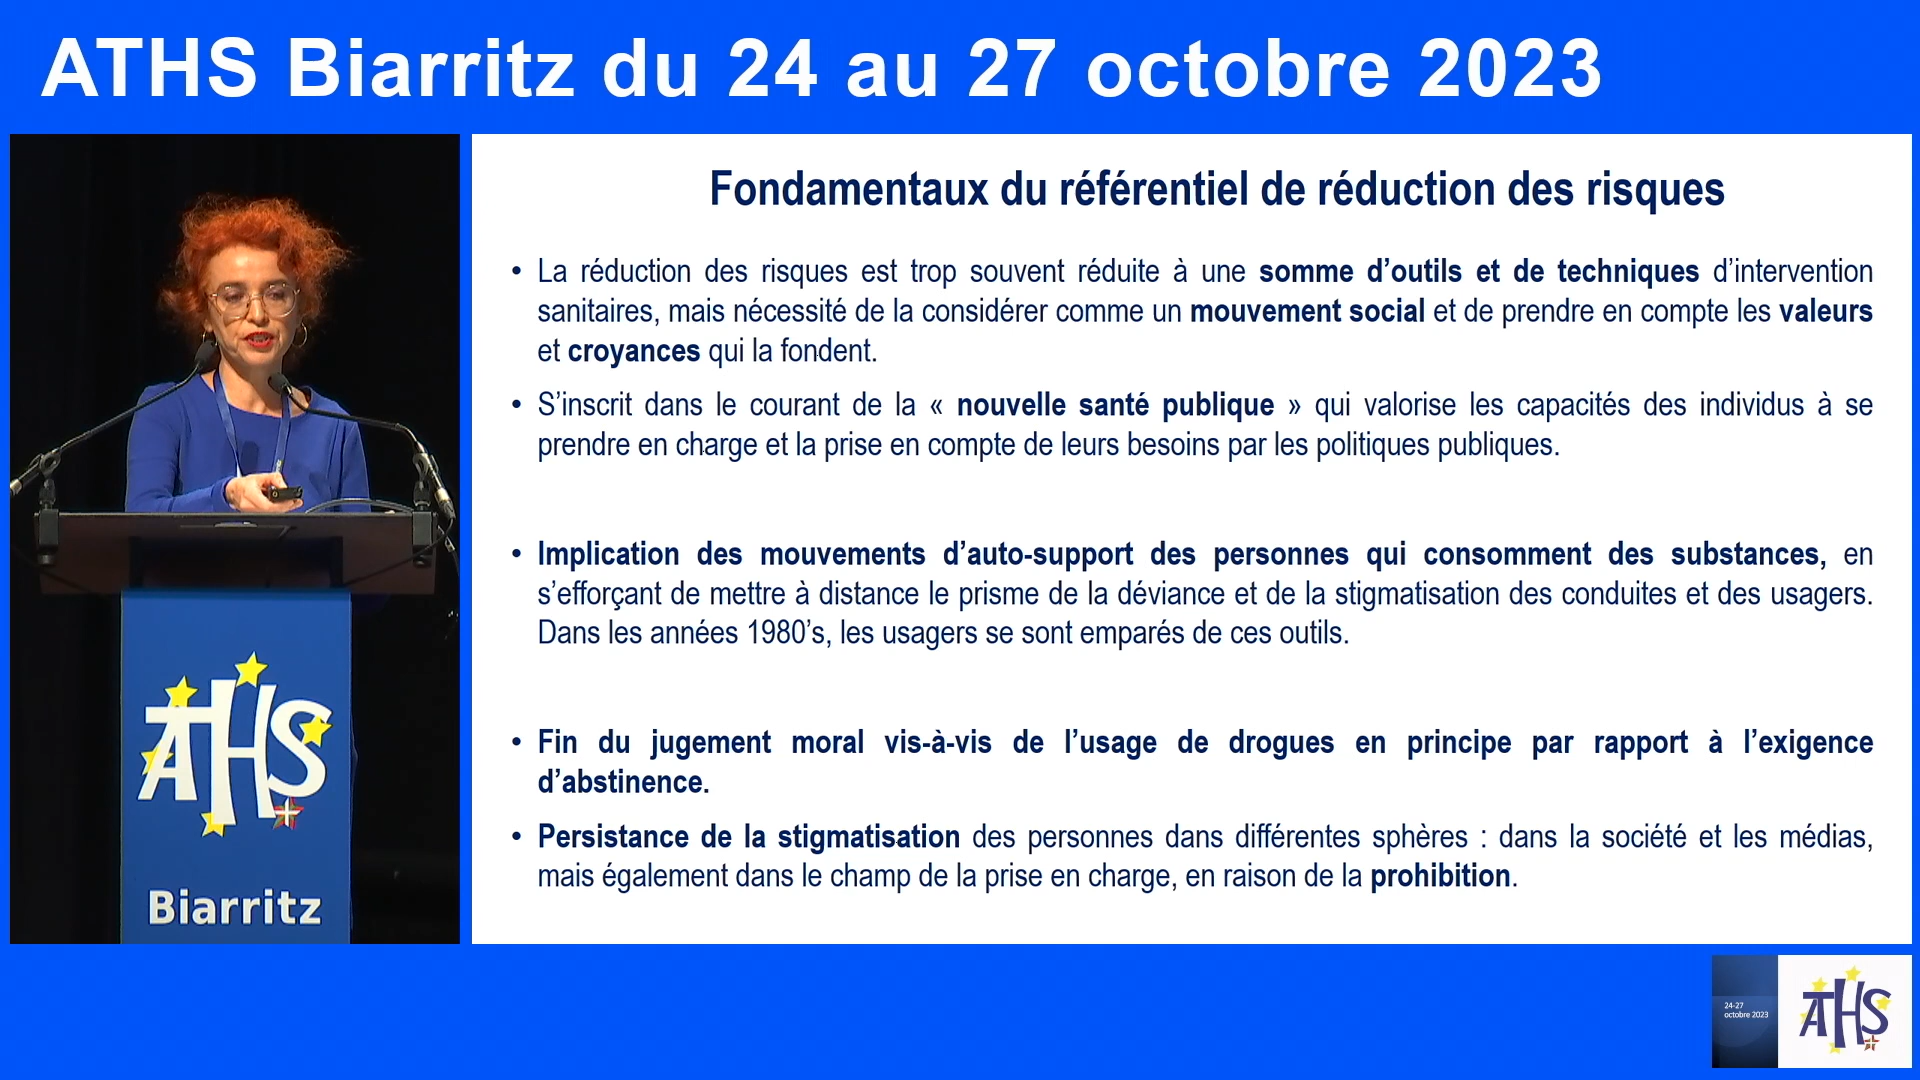 ATHS Biarritz du 24 au 27 octobre 2023
Fondamentaux du référentiel de réduction des risques
• La réduction des risques est trop souvent réduite à une somme d’outils et de techniques d’intervention
sanitaires, mais nécessité de la considérer comme un mouvement social et de prendre en compte les valeurs
et croyances qui la fondent.
• S’inscrit dans le courant de la « nouvelle santé publique » qui valorise les capacités des individus à se
prendre en charge et la prise en compte de leurs besoins par les politiques publiques.
• Implication des mouvements d’auto-support des personnes qui consomment des substances, en
s’efforçant de mettre à distance le prisme de la déviance et de la stigmatisation des conduites et des usagers.
Dans les années 1980’s, les usagers se sont emparés de ces outils.
• Fin du jugement moral vis-à-vis de l’usage de drogues en principe par rapport à l’exigence
d’abstinence.
• Persistance de la stigmatisation des personnes dans différentes sphères : dans la société et les médias,
mais également dans le champ de la prise en charge, en raison de la prohibition.
ATHS
Biarritz
24-27
octobre 2023
ATHS